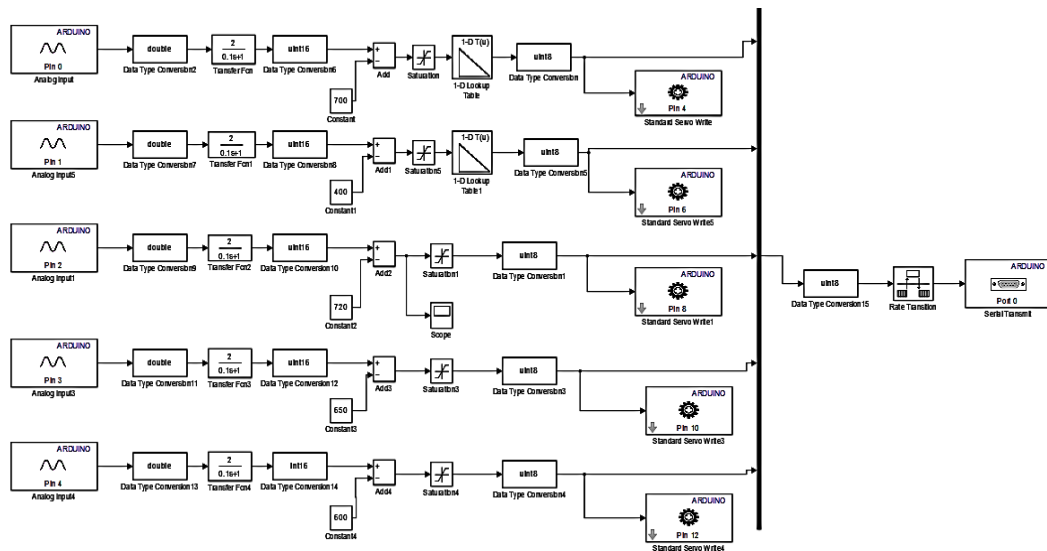 ARDUINO
Pin 0
Analog Input
double
Data Type Conversion2
2
0.1s+1
Transfer Fcn
uint16
Data Type Conversion6
Add
Saturation
1-D T(u)
1-D Lookup
Table
uint8
Data Type Conversion
700
Constant
ARDUINO
Pin 4
Standard Servo Write
ARDUINO
Pin 1
Analog Input5
double
Data Type Conversion7
2
0.1s+1
Transfer Fcn1
uint16
Data Type Conversion8
Add1
Saturation5
1-D T(u)
1-D Lookup
Table1
uint8
Data Type Conversion5
400
Constant1
ARDUINO
Pin 6
Standard Servo Write5
ARDUINO
Pin 2
Analog Input1
double
Data Type Conversion9
2
0.1s+1
Transfer Fcn2
uint16
Data Type Conversion10
Add2
Saturation1
uint8
Data Type Conversion1
720
Constant2
Scope
ARDUINO
Pin 8
Standard Servo Write1
uint8
Data Type Conversion15
Rate Transition
ARDUINO
Port 0
Serial Transmit
ARDUINO
Pin 3
Analog Input3
double
Data Type Conversion11
2
0.1s+1
Transfer Fcn3
uint16
Data Type Conversion12
Add3
Saturation3
uint8
Data Type Conversion3
650
Constant3
ARDUINO
Pin 10
Standard Servo Write3
ARDUINO
Pin 4
Analog Input4
double
Data Type Conversion13
2
0.1s+1
Transfer Fcn4
int16
Data Type Conversion14
Add4
Saturation4
uint8
Data Type Conversion4
600
Constant4
ARDUINO
Pin 12
Standard Servo Write4